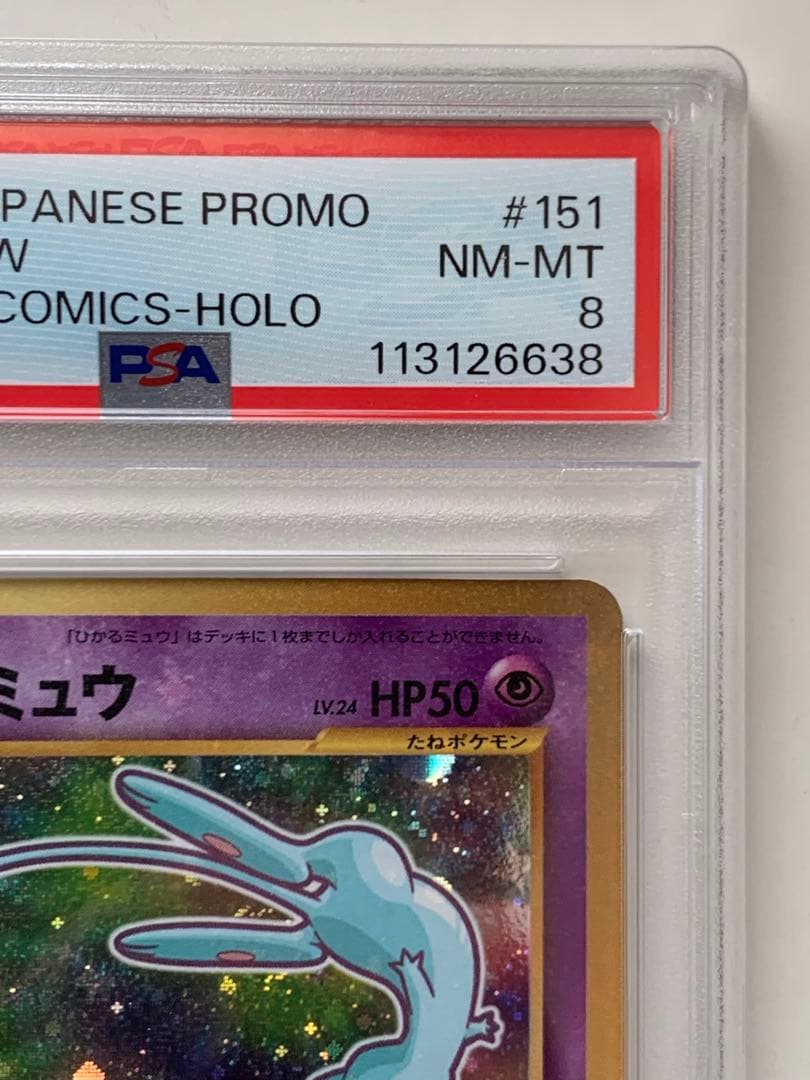 PANESE PROMO #151
W NM-MT
COMICS-HOLO 8
PSA 113126638
「ひかるミュウ」はデッキに1枚までしか入れることができません。
ミュウ LV.24 HP50
たねポケモン